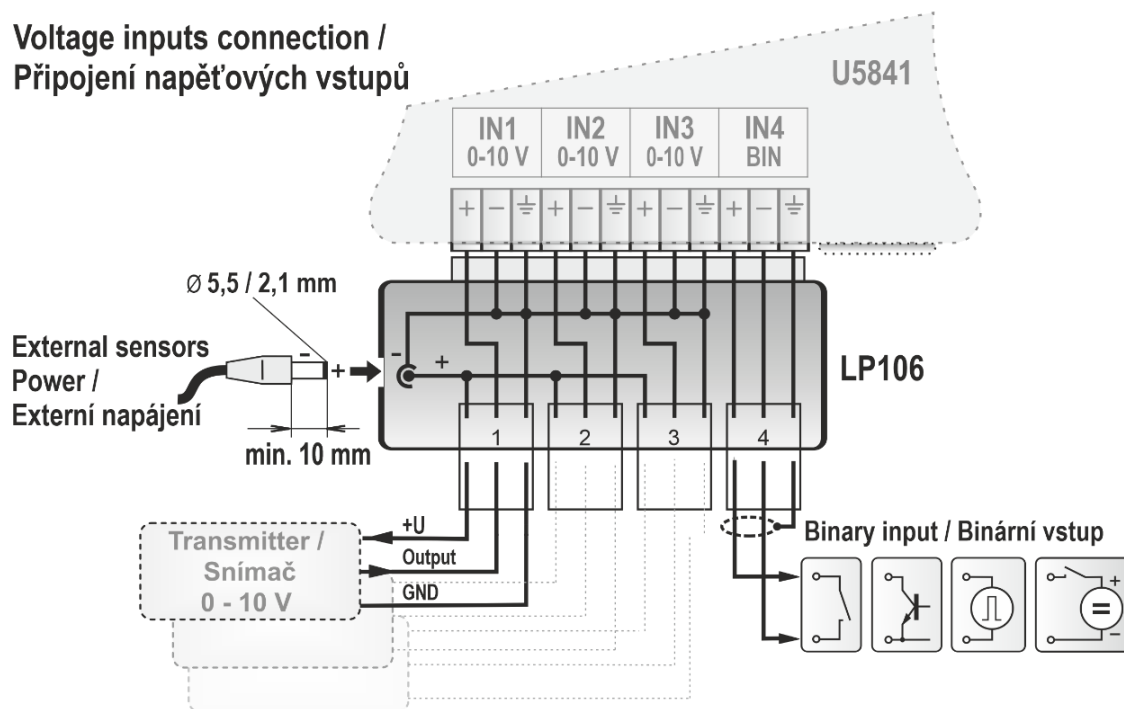 Voltage inputs connection /
Připojení napěťových vstupů
U5841
IN1 IN2 IN3 IN4
0-10 V 0-10 V 0-10 V BIN
+ − ⏚ + − ⏚ + − ⏚ + − ⏚
Ø 5,5 / 2,1 mm
External sensors
Power /
Externí napájení
- +
- +
min. 10 mm
LP106
1 2 3 4
+U
Output
GND
Transmitter /
Snímač
0 - 10 V
Binary input / Binární vstup
+
=
−